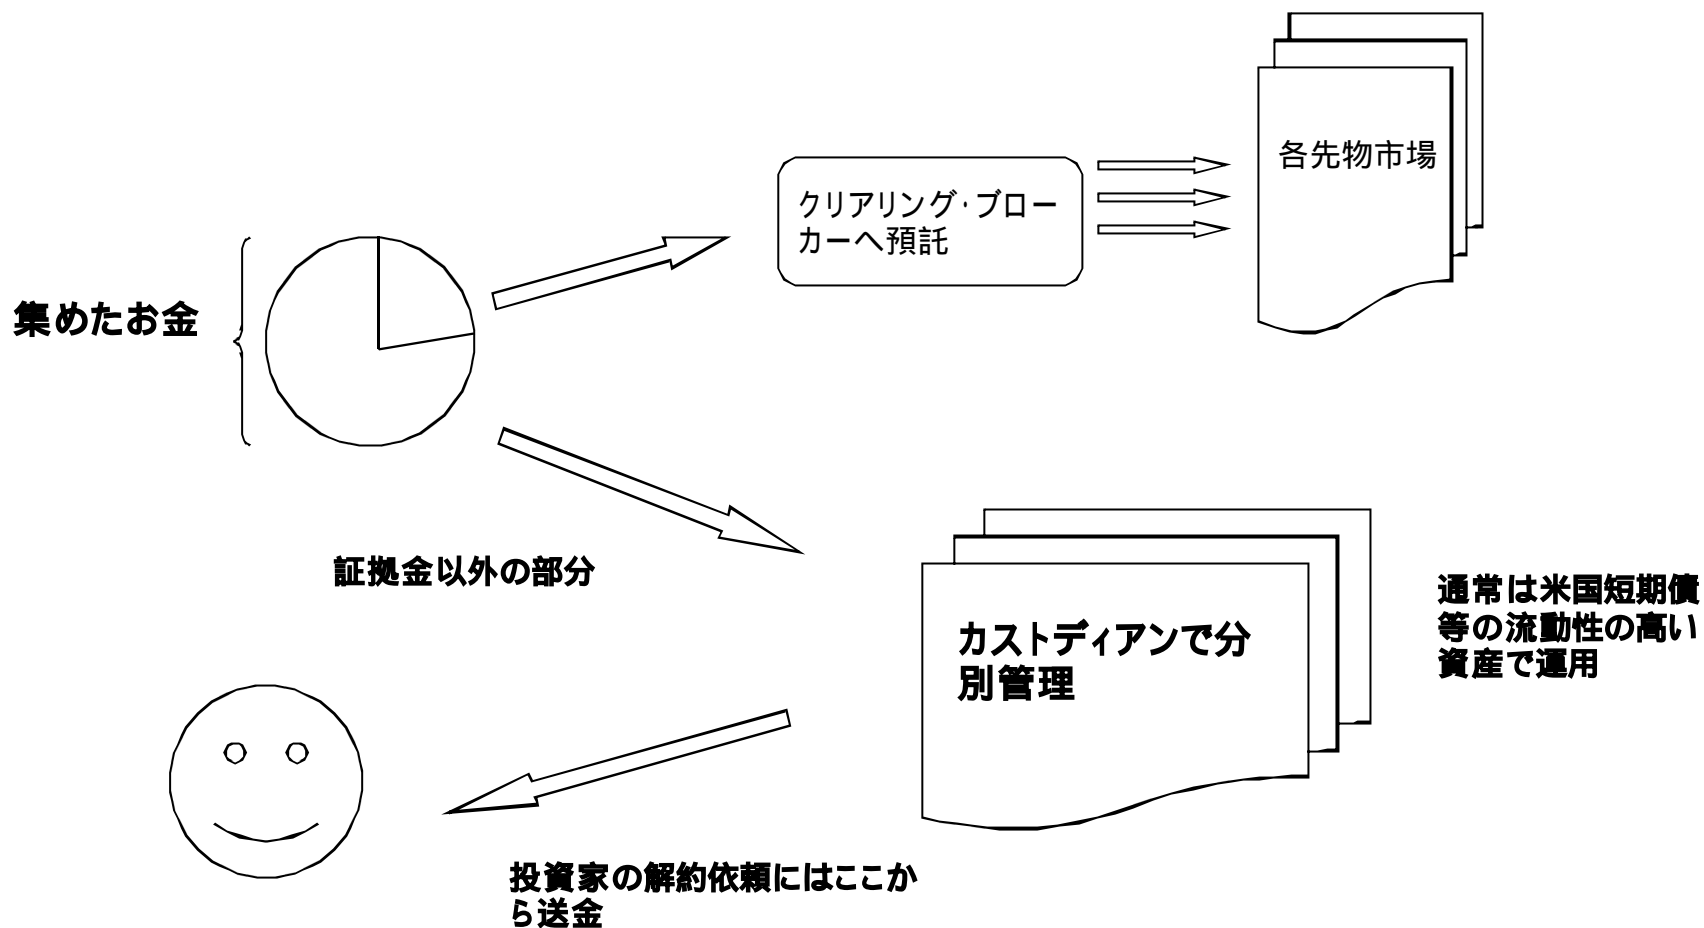 各先物市場
クリアリング・ブロー
カーへ預託
集めたお金
証拠金以外の部分
カストディアンで分
別管理
通常は米国短期債
等の流動性の高い
資産で運用
投資家の解約依頼にはここか
ら送金